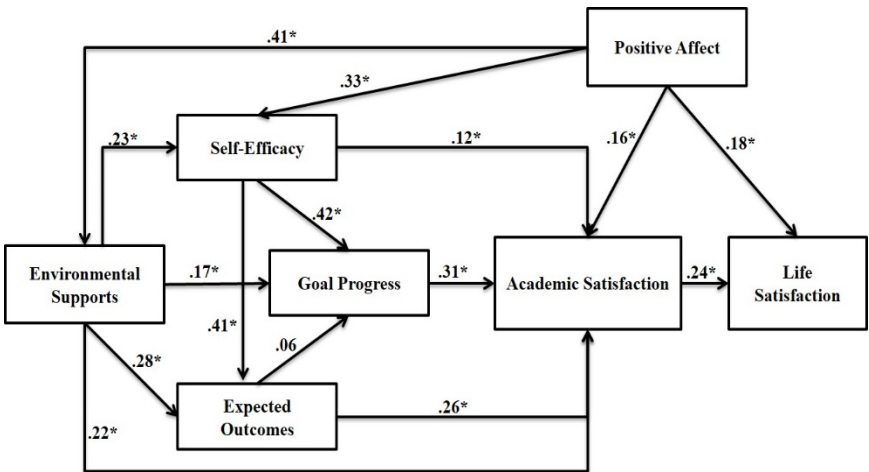 .41*
Positive Affect
.33*
.23*
Self-Efficacy
.12*
.16*
.18*
.42*
Environmental
Supports
.17*
Goal Progress
.31*
Academic Satisfaction
.24*
Life
Satisfaction
.41*
.06
.28*
Expected
Outcomes
.26*
.22*